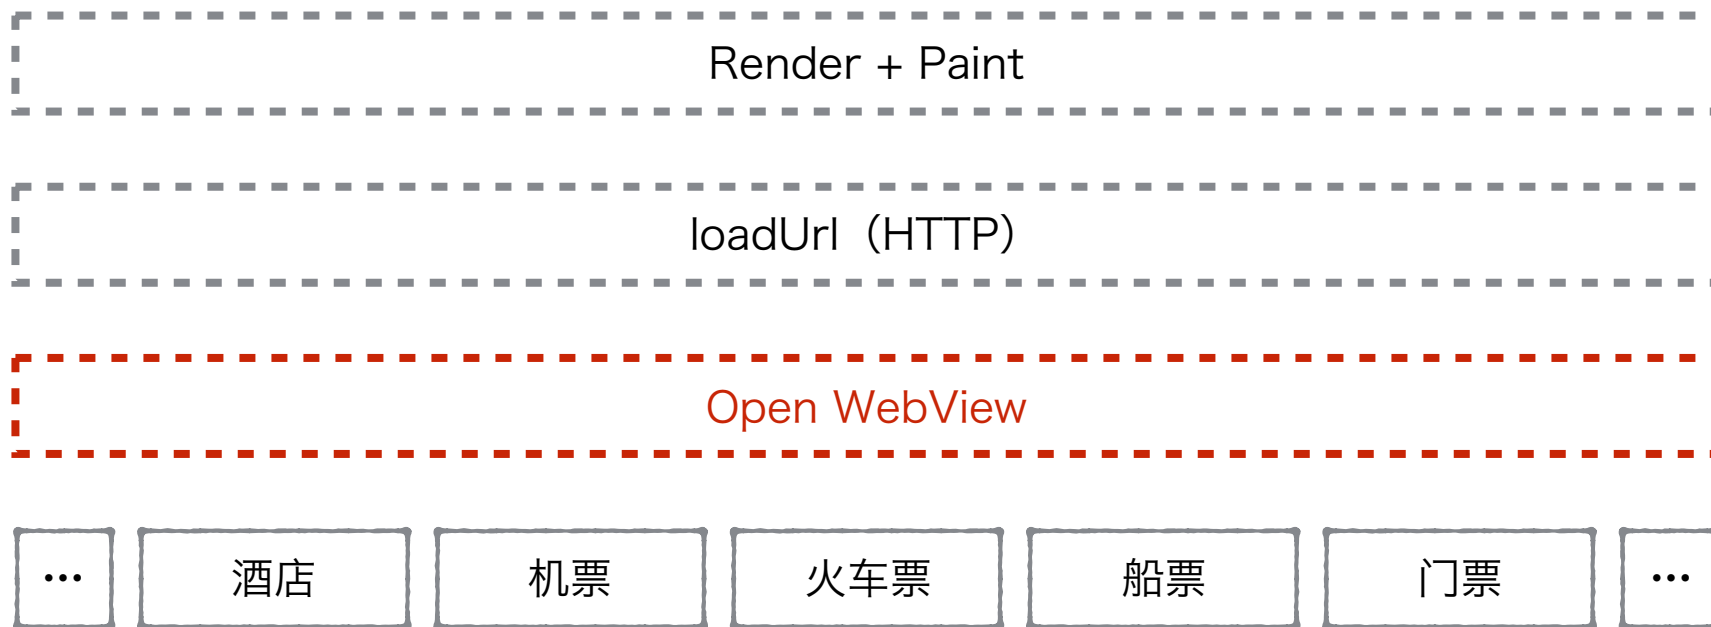 Render + Paint
loadUrl（HTTP）
Open WebView
··· 酒店 机票 火车票 船票 门票 ···